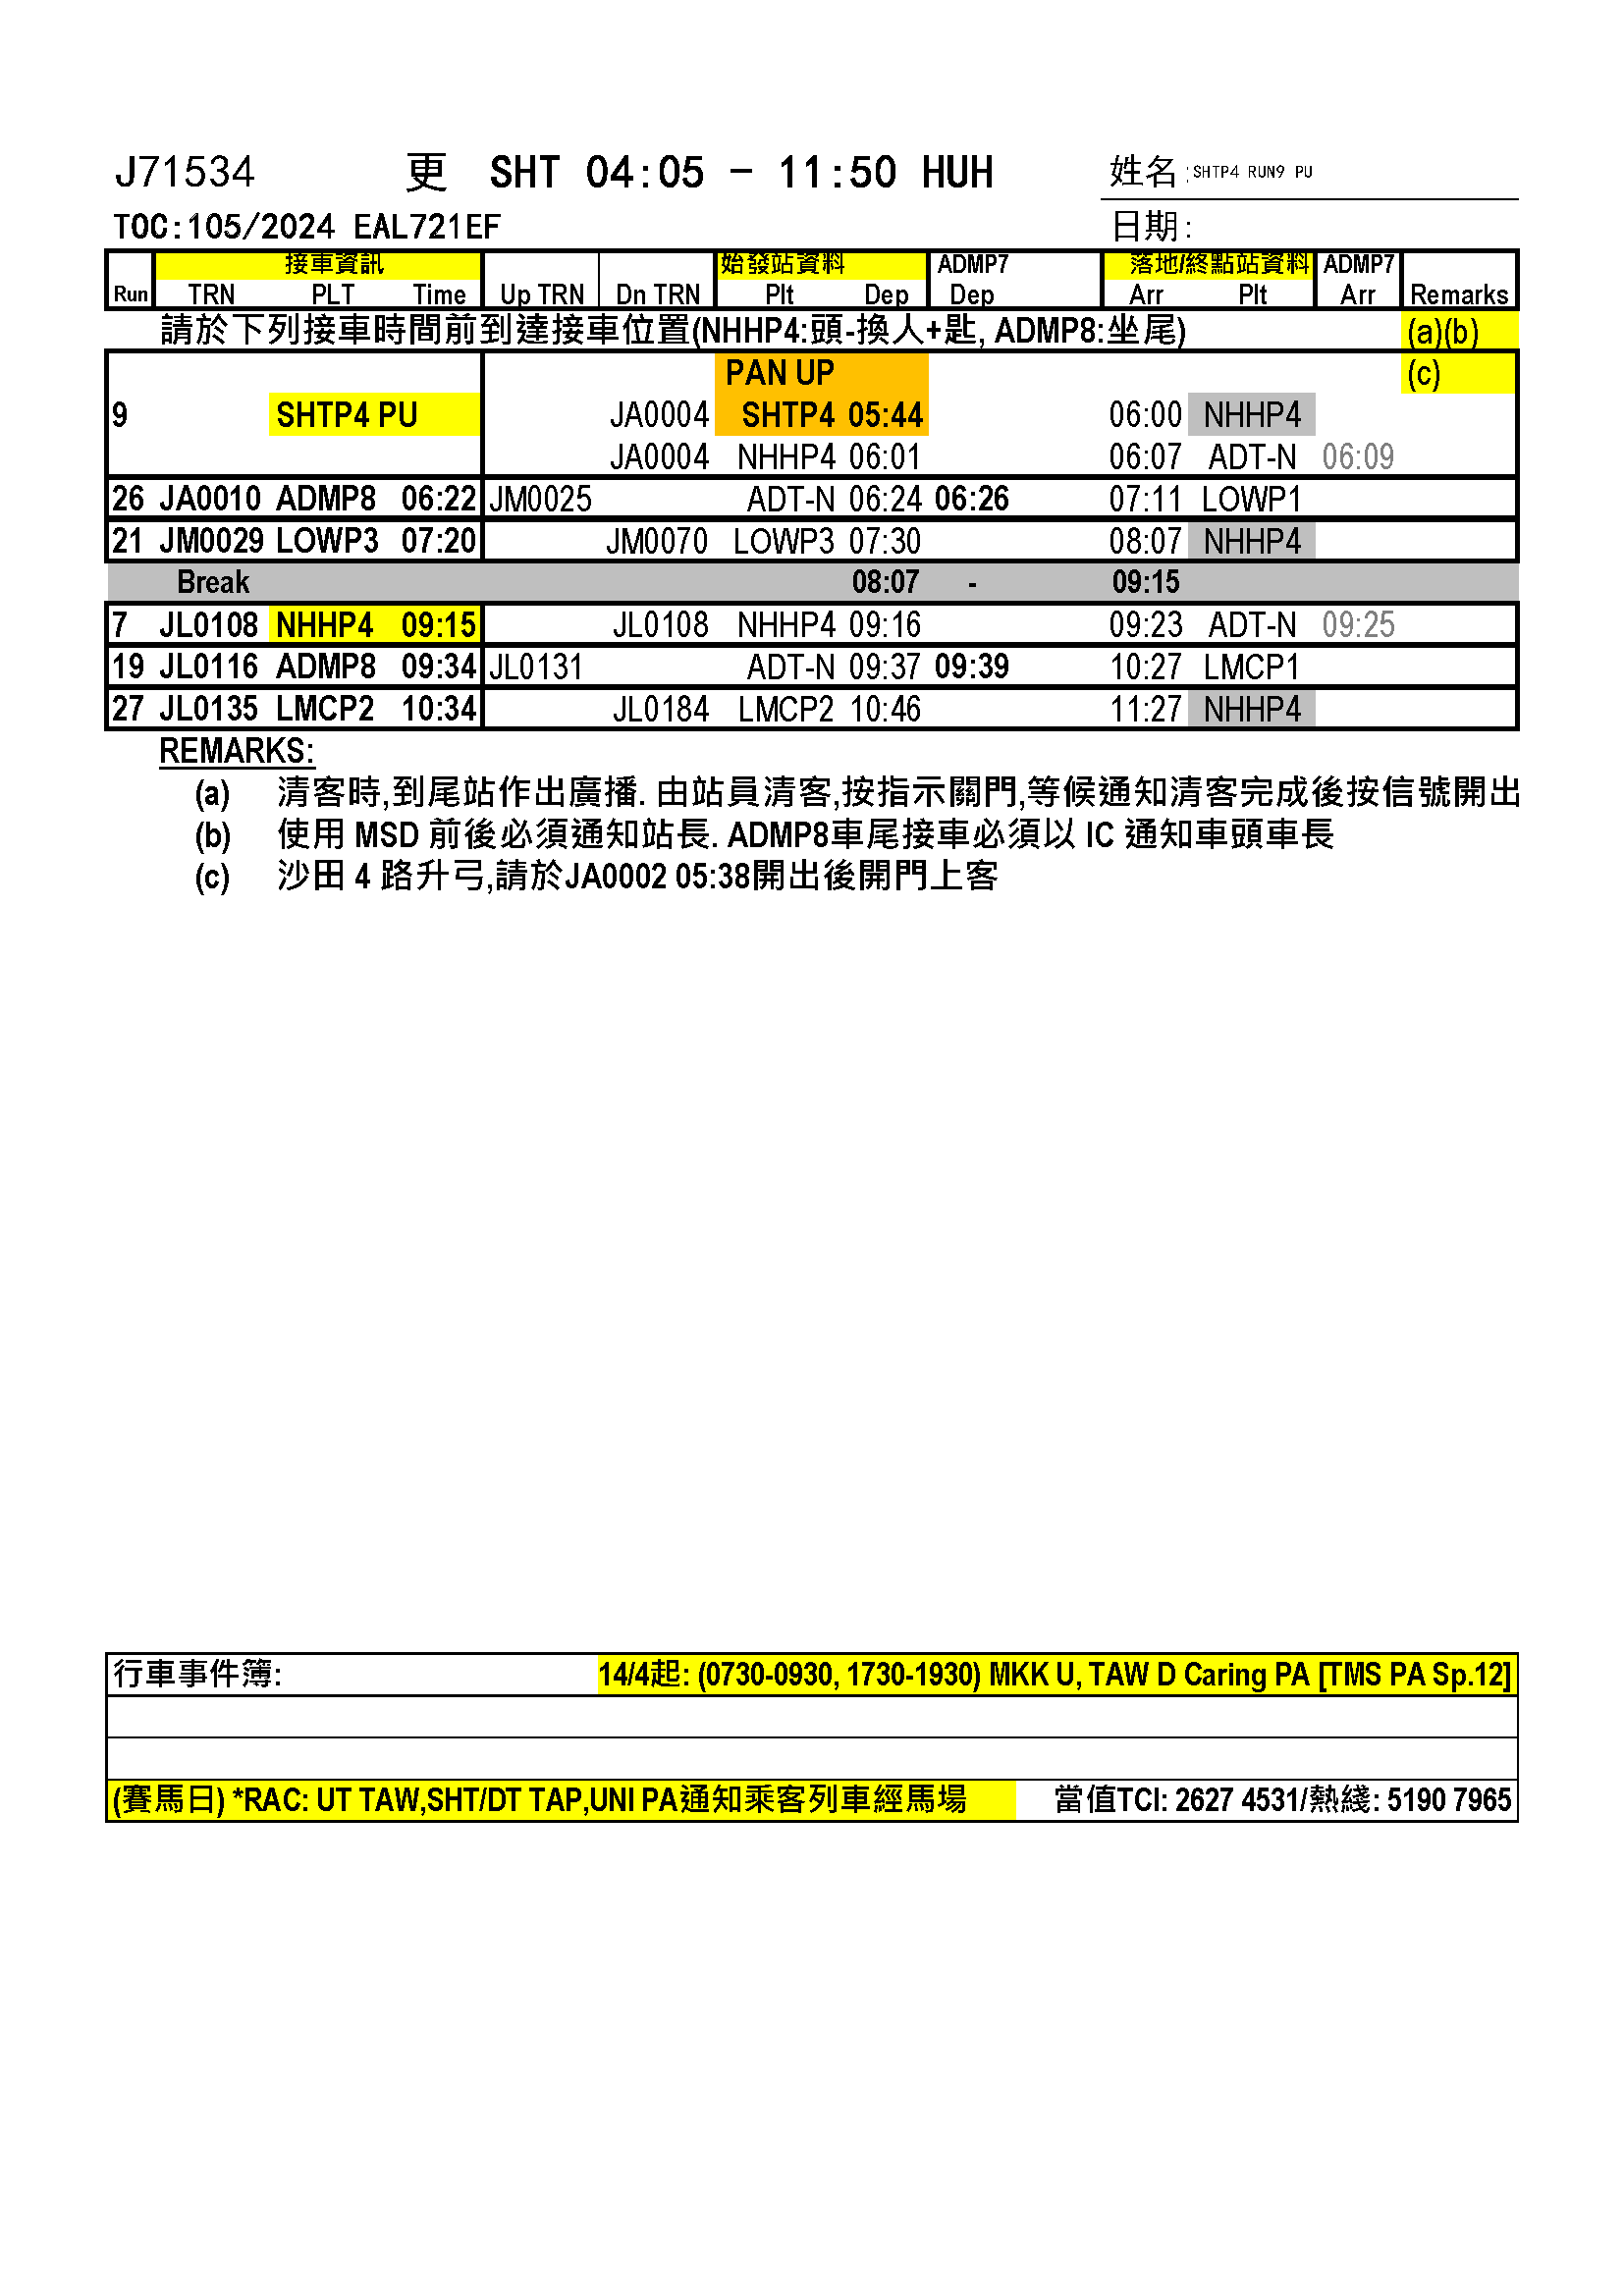 J71534 更 SHT 04:05 - 11:50 HUH 姓名:SHTP4 RUN9 PU
TOC:105/2024 EAL721EF 日期:
接車資訊 始發站資料 ADMP7 落地/終點站資料 ADMP7
Run TRN PLT Time Up TRN Dn TRN Plt Dep Dep Arr Plt Arr Remarks
請於下列接車時間前到達接車位置(NHHP4:頭-換人+匙, ADMP8:坐尾) (a)(b)
PAN UP (c)
9 SHTP4 PU JA0004 SHTP4 05:44 06:00 NHHP4
JA0004 NHHP4 06:01 06:07 ADT-N 06:09
26 JA0010 ADMP8 06:22 JM0025 ADT-N 06:24 06:26 07:11 LOWP1
21 JM0029 LOWP3 07:20 JM0070 LOWP3 07:30 08:07 NHHP4
Break 08:07 - 09:15
7 JL0108 NHHP4 09:15 JL0108 NHHP4 09:16 09:23 ADT-N 09:25
19 JL0116 ADMP8 09:34 JL0131 ADT-N 09:37 09:39 10:27 LMCP1
27 JL0135 LMCP2 10:34 JL0184 LMCP2 10:46 11:27 NHHP4
REMARKS:
(a) 清客時,到尾站作出廣播. 由站員清客,按指示關門,等候通知清客完成後按信號開出
(b) 使用 MSD 前後必須通知站長. ADMP8車尾接車必須以 IC 通知車頭車長
(c) 沙田 4 路升弓,請於JA0002 05:38開出後開門上客
行車事件簿: 14/4起: (0730-0930, 1730-1930) MKK U, TAW D Caring PA [TMS PA Sp.12]
(賽馬日) *RAC: UT TAW,SHT/DT TAP,UNI PA通知乘客列車經馬場 當值TCI: 2627 4531/熱綫: 5190 7965